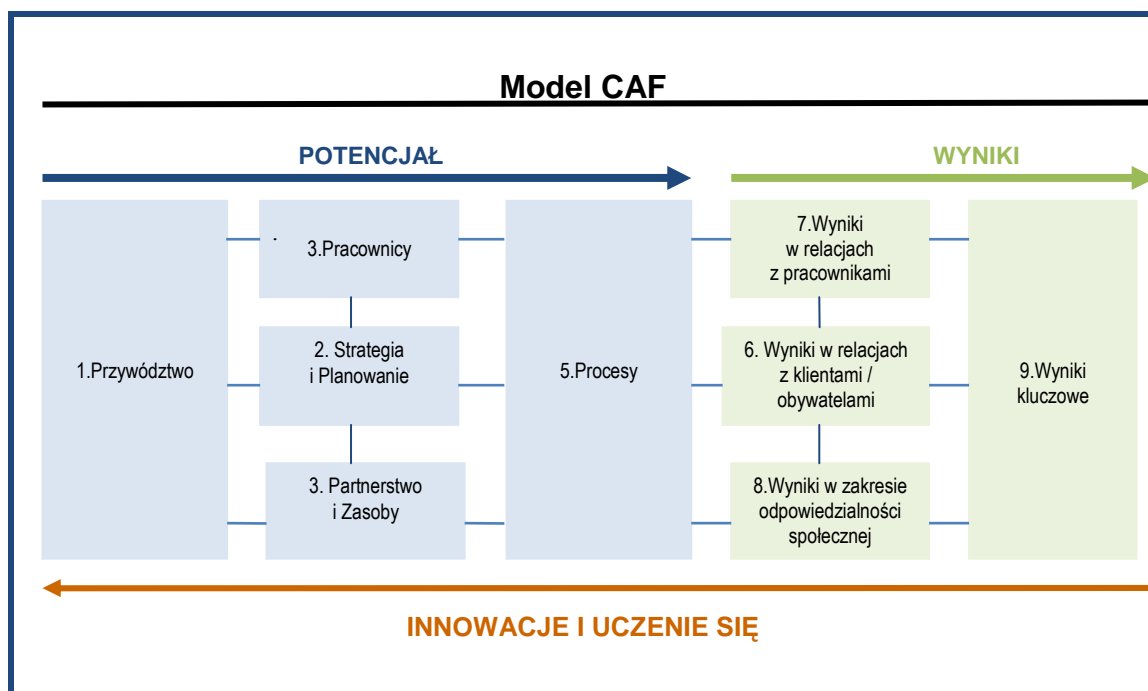 Model CAF
POTENCJAŁ
WYNIKI
1.Przywództwo
3.Pracownicy
2. Strategia
i Planowanie
3. Partnerstwo
i Zasoby
5.Procesy
7.Wyniki
w relacjach
z pracownikami
6. Wyniki w relacjach
z klientami /
obywatelami
8.Wyniki w zakresie
odpowiedzialności
społecznej
9.Wyniki
kluczowe
INNOWACJE I UCZENIE SIĘ